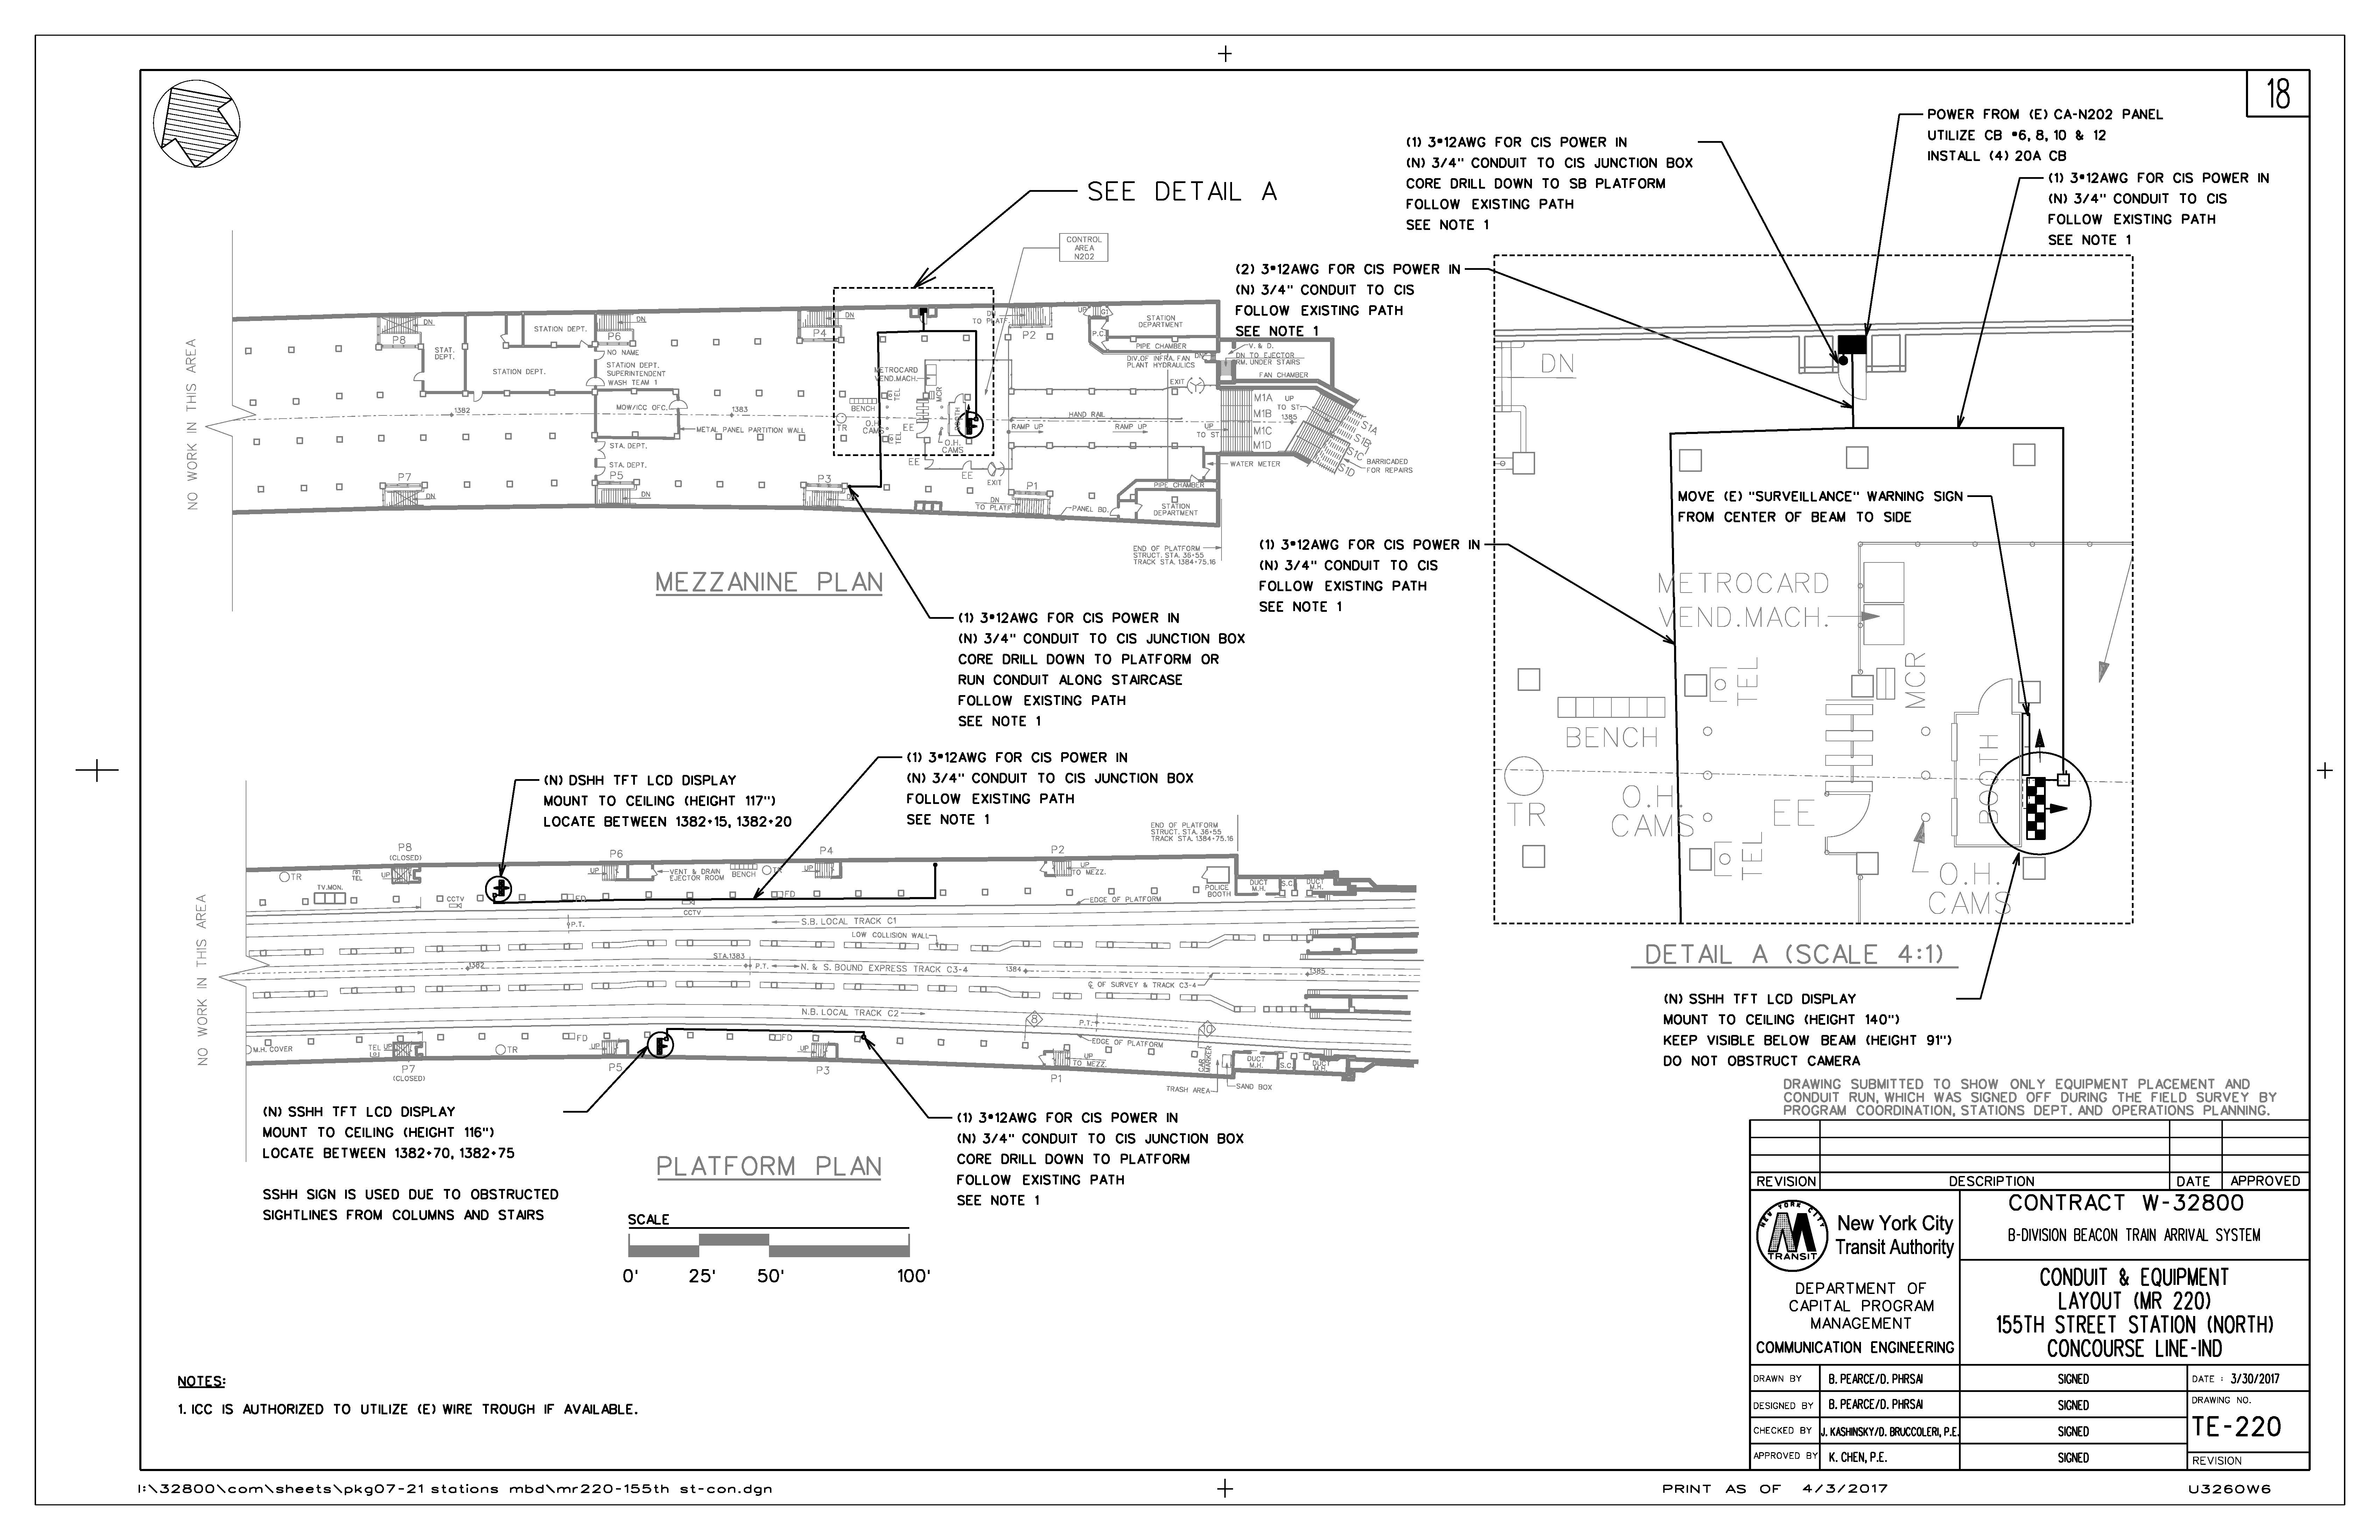 18
POWER FROM (E) CA-N202 PANEL
UTILIZE CB #6, 8, 10 & 12
INSTALL (4) 20A CB
(1) 3#12AWG FOR CIS POWER IN
(N) 3/4" CONDUIT TO CIS JUNCTION BOX
CORE DRILL DOWN TO SB PLATFORM
FOLLOW EXISTING PATH
SEE NOTE 1
(1) 3#12AWG FOR CIS POWER IN
(N) 3/4" CONDUIT TO CIS
FOLLOW EXISTING PATH
SEE NOTE 1
SEE DETAIL A
CONTROL
AREA
N202
(2) 3#12AWG FOR CIS POWER IN
(N) 3/4" CONDUIT TO CIS
FOLLOW EXISTING PATH
SEE NOTE 1
NO WORK IN THIS AREA
P8
DN
STAT.
DEPT.
STATION DEPT.
STATION DEPT.
P6
DN
NO NAME
STATION DEPT.
SUPERINTENDENT
WASH TEAM 1
MOW/ICC OFC.
METAL PANEL PARTITION WALL
STA. DEPT.
STA. DEPT.
1382
1383
P7
DN
P5
DN
P4
DN
P3
DN
METROCARD
VEND.MACH.
BENCH
TEL
TR
O.H.
CAMS
TEL
MCR
BOOTH
EE
O.H.
CAMS
EE
EE
EXIT
DN
TO PLATF.
P2
UP
G1
P.C.
STATION
DEPARTMENT
PIPE CHAMBER
DIV.OF INFRA. FAN
PLANT HYDRAULICS
V. & D.
DN TO EJECTOR
RM. UNDER STAIRS
DN
FAN CHAMBER
EXIT
HAND RAIL
RAMP UP
RAMP UP
M1A
M1B
M1C
M1D
UP
TO ST.
UP
TO ST.
1385
S1A
S1B
S1C
S1D
BARRICADED
FOR REPAIRS
WATER METER
PIPE CHAMBER
DN
TO PLATF.
P1
PANEL BD.
STATION
DEPARTMENT
END OF PLATFORM
STRUCT. STA. 36+55
TRACK STA. 1384+75.16
MEZZANINE PLAN
(1) 3#12AWG FOR CIS POWER IN
(N) 3/4" CONDUIT TO CIS JUNCTION BOX
CORE DRILL DOWN TO PLATFORM OR
RUN CONDUIT ALONG STAIRCASE
FOLLOW EXISTING PATH
SEE NOTE 1
(1) 3#12AWG FOR CIS POWER IN
(N) 3/4" CONDUIT TO CIS
FOLLOW EXISTING PATH
SEE NOTE 1
DN
MOVE (E) "SURVEILLANCE" WARNING SIGN
FROM CENTER OF BEAM TO SIDE
METROCARD
VEND.MACH.
TEL
MCR
BENCH
BOOTH
TR
O.H.
CAMS
EE
TEL
O.H.
CAMS
DETAIL A (SCALE 4:1)
(N) SSHH TFT LCD DISPLAY
MOUNT TO CEILING (HEIGHT 140")
KEEP VISIBLE BELOW BEAM (HEIGHT 91")
DO NOT OBSTRUCT CAMERA
(N) DSHH TFT LCD DISPLAY
MOUNT TO CEILING (HEIGHT 117")
LOCATE BETWEEN 1382+15, 1382+20
(1) 3#12AWG FOR CIS POWER IN
(N) 3/4" CONDUIT TO CIS JUNCTION BOX
FOLLOW EXISTING PATH
SEE NOTE 1
END OF PLATFORM
STRUCT. STA. 36+55
TRACK STA. 1384+75.16
NO WORK IN THIS AREA
P8
(CLOSED)
TR
TEL
UP
TV.MON.
CCTV
FD
P6
UP
VENT & DRAIN
EJECTOR ROOM
BENCH
TR
P4
UP
FD
CCTV
P2
UP
TO MEZZ.
POLICE
BOOTH
DUCT
M.H.
S.C.
DUCT
M.H.
EDGE OF PLATFORM
S.B. LOCAL TRACK C1
P.T.
LOW COLLISION WALL
1382
STA.1383
P.T.
N. & S. BOUND EXPRESS TRACK C3-4
1384
1385
℄ OF SURVEY & TRACK C3-4
N.B. LOCAL TRACK C2
8
P.T.
10
EDGE OF PLATFORM
M.H. COVER
TEL
UP
P7
(CLOSED)
TR
FD
UP
P5
FD
UP
P3
UP
TO MEZZ.
P1
CAR
MARKER
DUCT
M.H.
S.C.
DUCT
M.H.
TRASH AREA
SAND BOX
(N) SSHH TFT LCD DISPLAY
MOUNT TO CEILING (HEIGHT 116")
LOCATE BETWEEN 1382+70, 1382+75
SSHH SIGN IS USED DUE TO OBSTRUCTED
SIGHTLINES FROM COLUMNS AND STAIRS
PLATFORM PLAN
(1) 3#12AWG FOR CIS POWER IN
(N) 3/4" CONDUIT TO CIS JUNCTION BOX
CORE DRILL DOWN TO PLATFORM
FOLLOW EXISTING PATH
SEE NOTE 1
SCALE
0' 25' 50' 100'
NOTES:
1. ICC IS AUTHORIZED TO UTILIZE (E) WIRE TROUGH IF AVAILABLE.
DRAWING SUBMITTED TO SHOW ONLY EQUIPMENT PLACEMENT AND
CONDUIT RUN, WHICH WAS SIGNED OFF DURING THE FIELD SURVEY BY
PROGRAM COORDINATION, STATIONS DEPT. AND OPERATIONS PLANNING.
REVISION DESCRIPTION DATE APPROVED
NEW YORK CITY
TRANSIT
New York City
Transit Authority
DEPARTMENT OF
CAPITAL PROGRAM
MANAGEMENT
COMMUNICATION ENGINEERING
CONTRACT W-32800
B-DIVISION BEACON TRAIN ARRIVAL SYSTEM
CONDUIT & EQUIPMENT
LAYOUT (MR 220)
155TH STREET STATION (NORTH)
CONCOURSE LINE-IND
DRAWN BY B. PEARCE/D. PHRSAI SIGNED DATE : 3/30/2017
DESIGNED BY B. PEARCE/D. PHRSAI SIGNED
CHECKED BY J. KASHINSKY/D. BRUCCOLERI, P.E. SIGNED
APPROVED BY K. CHEN, P.E. SIGNED
DRAWING NO.
TE-220
REVISION
I:\32800\com\sheets\pkg07-21 stations mbd\mr220-155th st-con.dgn
PRINT AS OF 4/3/2017
U3260W6